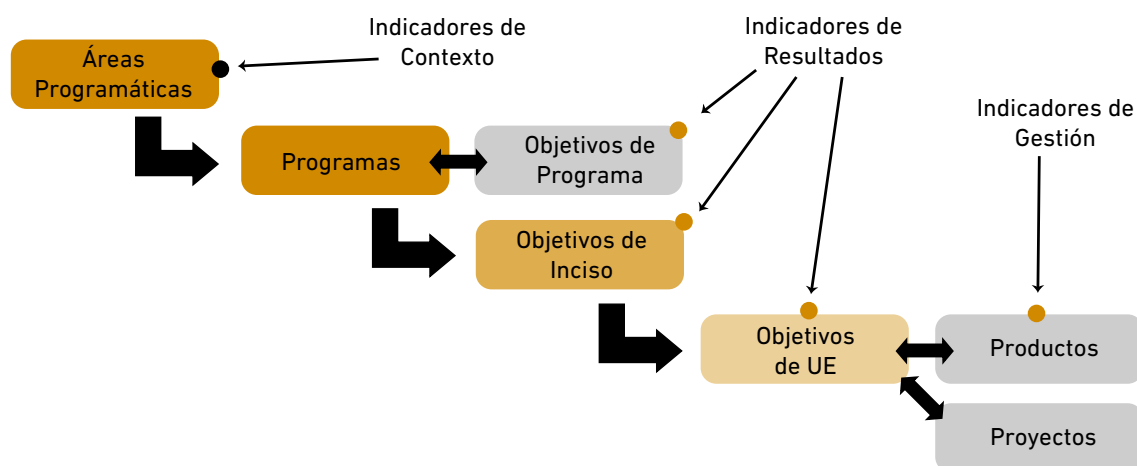 Indicadores de
Contexto
Indicadores de
Resultados
Áreas
Programáticas
Indicadores de
Gestión
Programas
Objetivos de
Programa
Objetivos de
Inciso
Objetivos
de UE
Productos
Proyectos